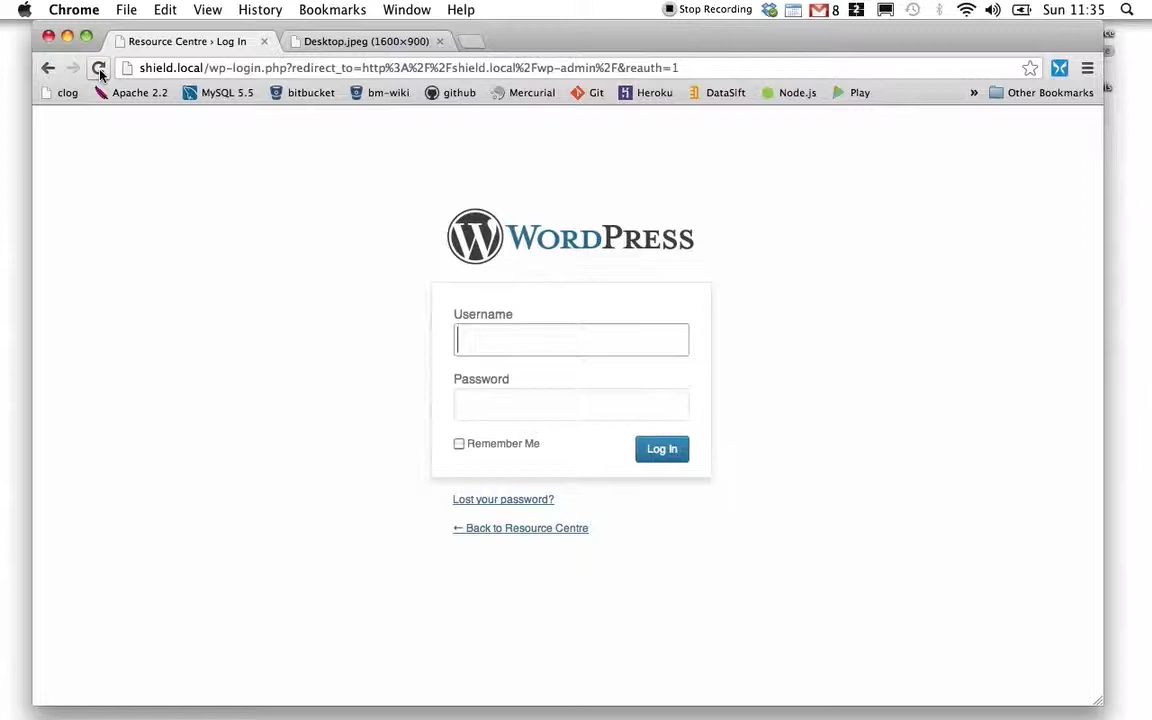 Chrome File Edit View History Bookmarks Window Help Stop Recording 8 2 Sun 11:35
Resource Centre › Log In Desktop.jpeg (1600×900)
shield.local/wp-login.php?redirect_to=http%3A%2F%2Fshield.local%2Fwp-admin%2F&reauth=1
clog Apache 2.2 MySQL 5.5 bitbucket bm-wiki github Mercurial Git Heroku DataSift Node.js Play » Other Bookmarks
WORDPRESS
Username
Password
Remember Me Log In
Lost your password?
← Back to Resource Centre